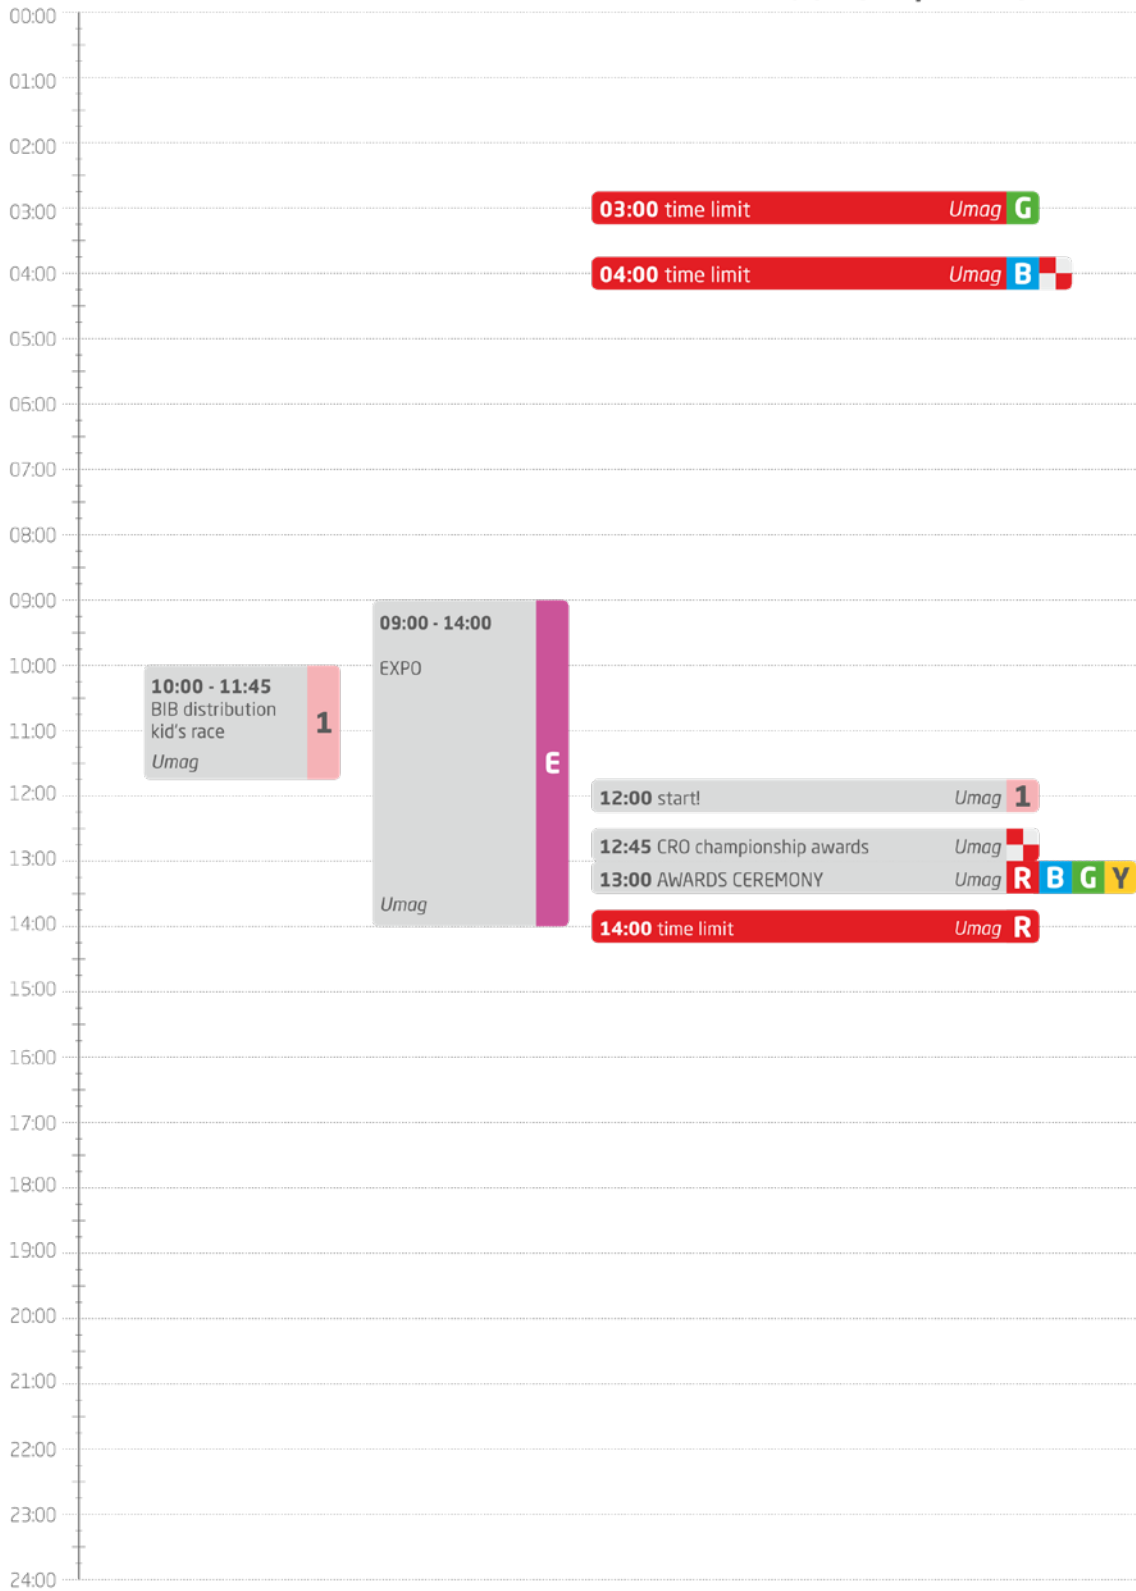 00:00
01:00
02:00
03:00
03:00 time limit Umag G
04:00
04:00 time limit Umag B
05:00
06:00
07:00
08:00
09:00
09:00 - 14:00
EXPO
E
Umag
10:00
10:00 - 11:45
BIB distribution
kid's race
Umag
1
11:00
12:00
12:00 start! Umag 1
12:45 CRO championship awards Umag
13:00
13:00 AWARDS CEREMONY Umag R B G Y
14:00
14:00 time limit Umag R
15:00
16:00
17:00
18:00
19:00
20:00
21:00
22:00
23:00
24:00